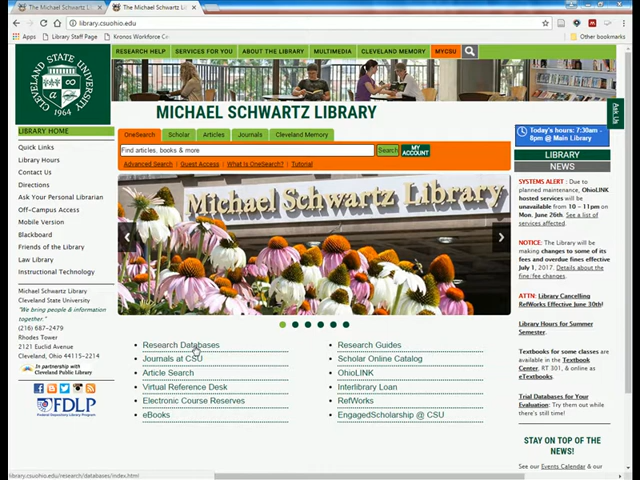 The Michael Schwartz Lib
The Michael Schwartz Lib
library.csuohio.edu
Apps
Library Staff Page
Kronos Workforce C
Other bookmarks
CLEVELAND STATE UNIVERSITY
1964
RESEARCH HELP
SERVICES FOR YOU
ABOUT THE LIBRARY
MULTIMEDIA
CLEVELAND MEMORY
MYCSU
MICHAEL SCHWARTZ LIBRARY
Ask Us
LIBRARY HOME
Quick Links
Library Hours
Contact Us
Directions
Ask Your Personal Librarian
Off-Campus Access
Mobile Version
Blackboard
Friends of the Library
Law Library
Instructional Technology
Michael Schwartz Library
Cleveland State University
"We bring people & information
together."
(216) 687-2479
Rhodes Tower
2121 Euclid Avenue
Cleveland, Ohio 44115-2214
In partnership with
Cleveland Public Library
FDLP
Federal Depository Library Program
OneSearch
Scholar
Articles
Journals
Cleveland Memory
Find articles, books & more
Search
MY
ACCOUNT
Advanced Search
Guest Access
What Is OneSearch?
Tutorial
Michael Schwartz Library
Research Databases
Journals at CSU
Article Search
Virtual Reference Desk
Electronic Course Reserves
eBooks
Research Guides
Scholar Online Catalog
OhioLINK
Interlibrary Loan
RefWorks
EngagedScholarship @ CSU
Today's hours: 7:30am -
8pm @ Main Library
LIBRARY
NEWS
SYSTEMS ALERT : Due to
planned maintenance, OhioLINK
hosted services will be
unavailable from 10 – 11pm on
Mon. June 26th. See a list of
services affected.
NOTICE: The Library will be
making changes to some of its
fees and overdue fines effective
July 1, 2017. Details about the
fine/fee changes.
ATTN: Library Cancelling
RefWorks Effective June 30th!
Library Hours for Summer
Semester.
Textbooks for some classes are
available in the Textbook
Center, RT 301, & online as
eTextbooks.
Trial Databases for Your
Evaluation: Try them out while
there's still time!
STAY ON TOP OF THE
NEWS!
See our Events Calendar & our
library.csuohio.edu/research/databases/index.html